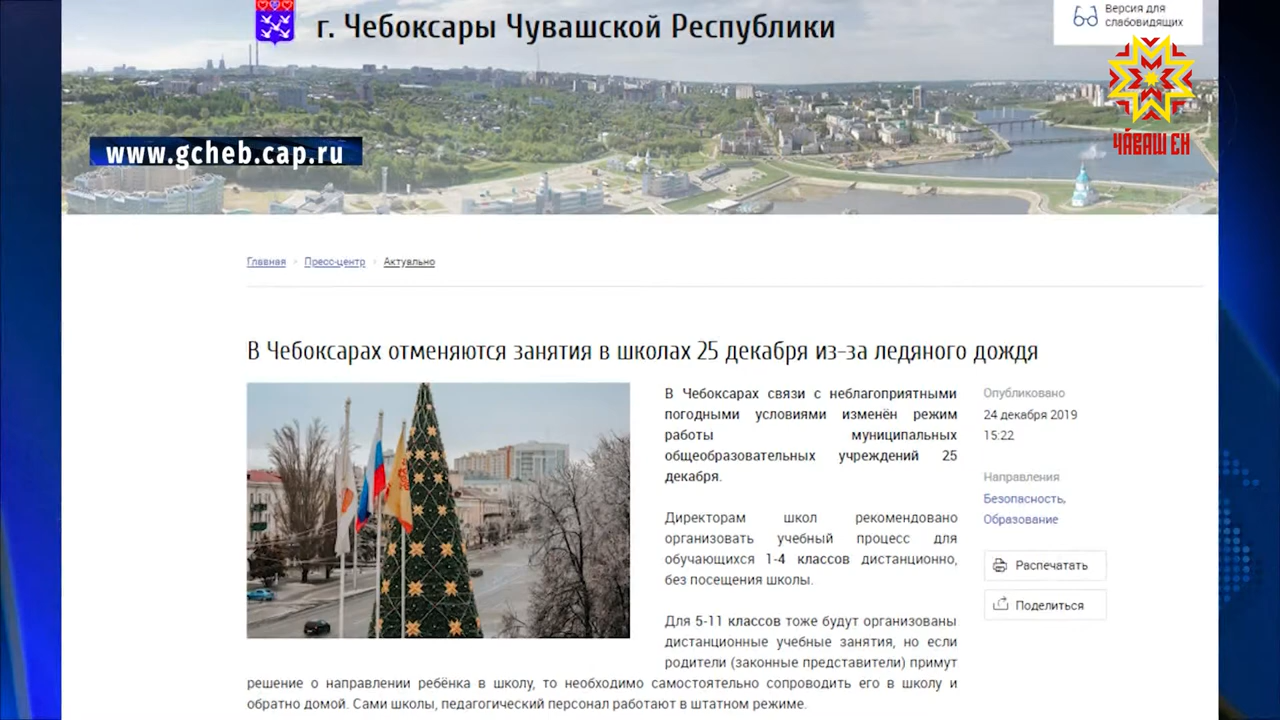 г. Чебоксары Чувашской Республики
Версия для
слабовидящих
ЧӐВАШ ЕН
www.gcheb.cap.ru
Главная
Пресс-центр
Актуально
В Чебоксарах отменяются занятия в школах 25 декабря из-за ледяного дождя
В Чебоксарах связи с неблагоприятными
погодными условиями изменён режим
работы муниципальных
общеобразовательных учреждений 25
декабря.
Директорам школ рекомендовано
организовать учебный процесс для
обучающихся 1-4 классов дистанционно,
без посещения школы.
Для 5-11 классов тоже будут организованы
дистанционные учебные занятия, но если
родители (законные представители) примут
решение о направлении ребёнка в школу, то необходимо самостоятельно сопроводить его в школу и
обратно домой. Сами школы, педагогический персонал работают в штатном режиме.
Опубликовано
24 декабря 2019
15:22
Направления
Безопасность,
Образование
Распечатать
Поделиться